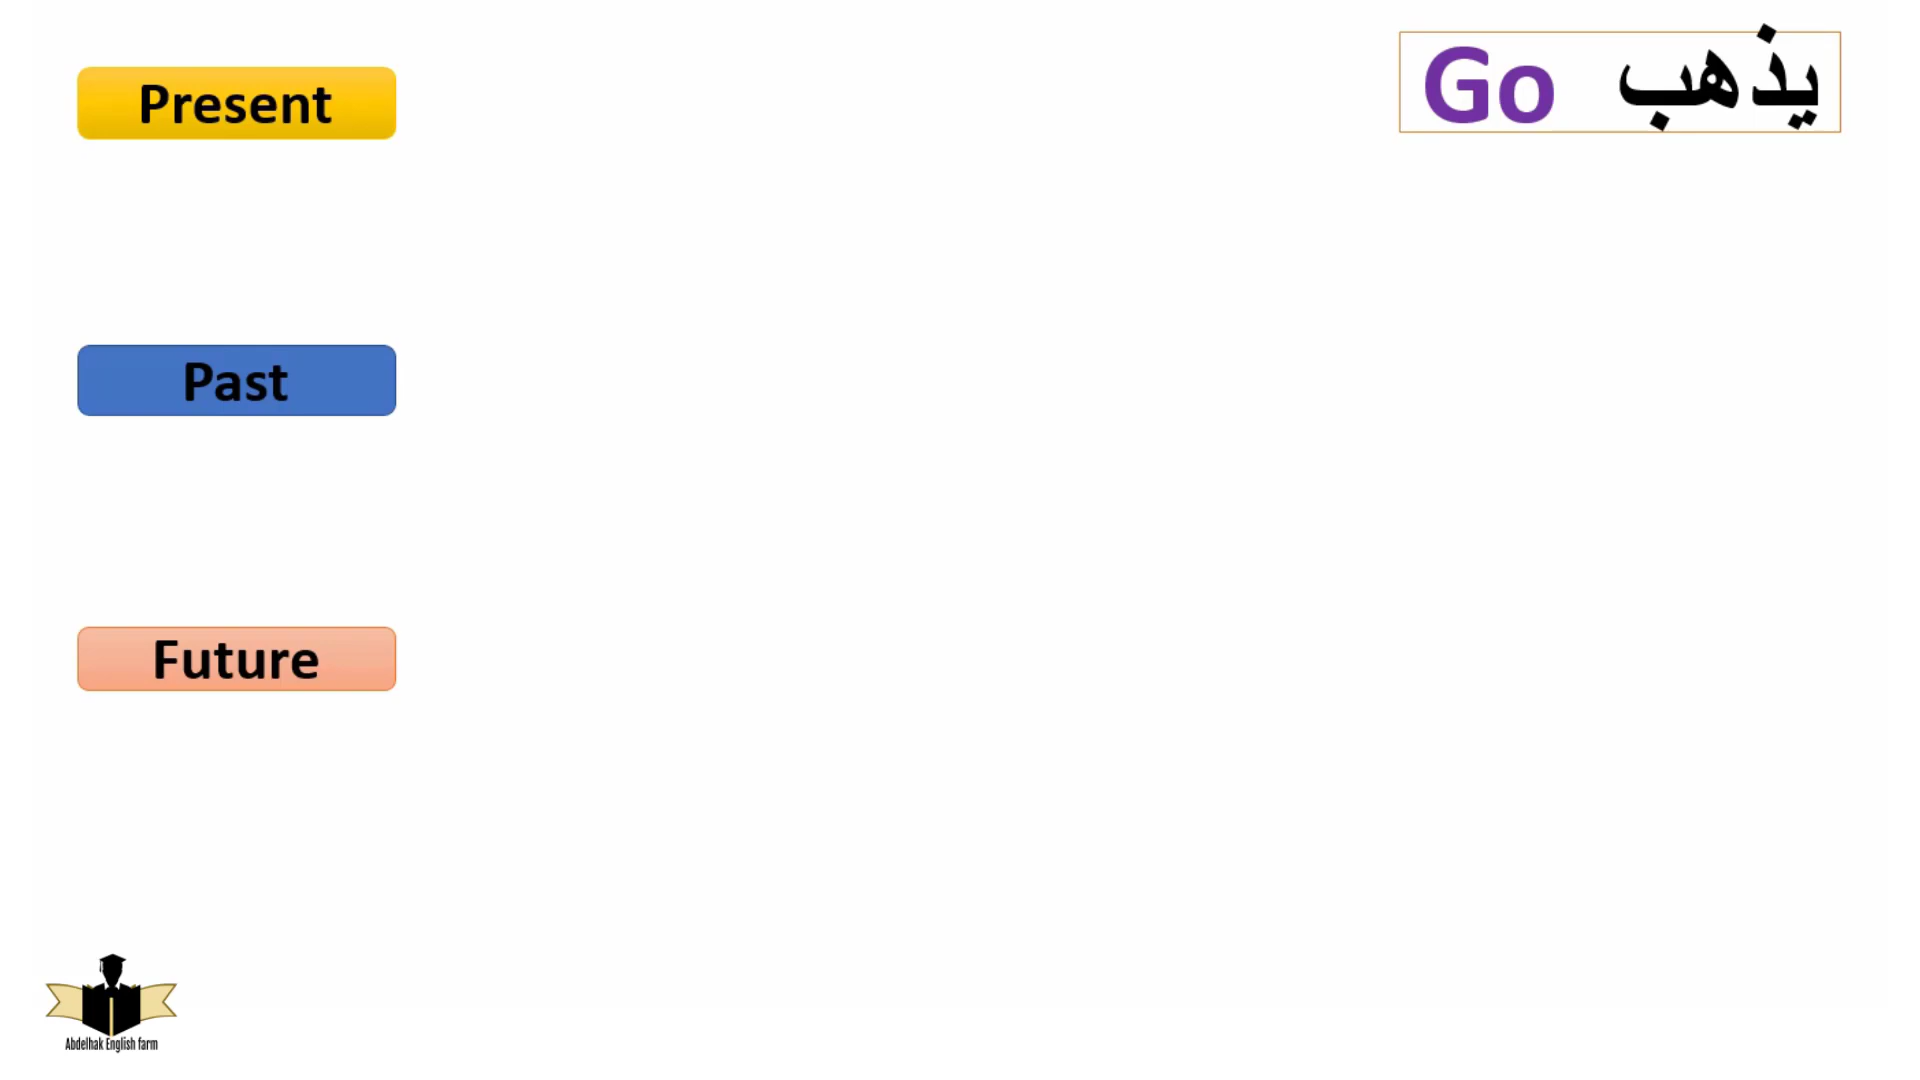 Present
Go يذهب
Past
Future
Abdelhak English farm